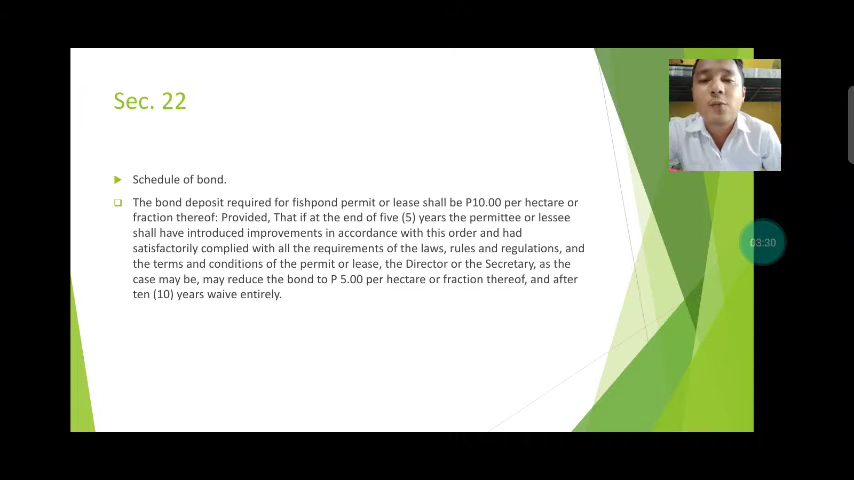 Sec. 22
Schedule of bond.
The bond deposit required for fishpond permit or lease shall be P10.00 per hectare or
fraction thereof: Provided, That if at the end of five (5) years the permittee or lessee
shall have introduced improvements in accordance with this order and had
satisfactorily complied with all the requirements of the laws, rules and regulations, and
the terms and conditions of the permit or lease, the Director or the Secretary, as the
case may be, may reduce the bond to P 5.00 per hectare or fraction thereof, and after
ten (10) years waive entirely.
03:30